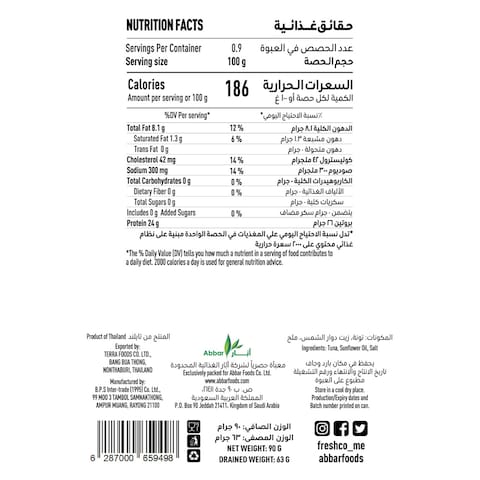 NUTRITION FACTS حقائق غذائية
Servings Per Container 0.9 عدد الحصص في العبوة
Serving size 100 g حجم الحصة
Calories 186 السعرات الحرارية
Amount per serving or 100 g الكمية لكل حصة أو ١٠٠ غ
%DV Per serving* ٪نسبة الاحتياج اليومي*
Total Fat 8.1 g 12 % الدهون الكلية ٨.١ جرام
Saturated Fat 1.3 g 6 % دهون مشبعة ١.٣ جرام
Trans Fat 0 g دهون متحولة ٠ جرام
Cholesterol 42 mg 14 % كوليسترول ٤٢ ملجرام
Sodium 300 mg 14 % صوديوم ٣٠٠ ملجرام
Total Carbohydrates 0 g 0 % الكاربوهيدرات الكلية ٠ جرام
Dietary Fiber 0 g 0 % الألياف الغذائية ٠ جرام
Total Sugars 0 g سكريات كلية ٠ جرام
Includes 0 g Added Sugars 0 % يتضمن ٠ جرام سكر مضاف
Protein 24 g بروتين
*تدل نسبة الاحتياج اليومي علي المغذيات في الحصة الواحدة مبنية على نظام
غذائي محتوي على ٢٠٠٠ سعرة حرارية
*The % Daily Value (DV) tells you how much a nutrient in a serving of food contributes to
a daily diet. 2000 calories a day is used for general nutrition advice.
Product of Thailand المنتج من تايلند
Exported by:
TERRA FOODS CO. LTD.,
BANG BUA THONG,
NONTHABURI, THAILAND
Manufactured by:
B.P.S Inter-trade (1995) Co. Ltd.
99 MOO 3 TAMBOL SAMNAKTHONG,
AMPUR MUANG, RAYONG 21100
Abbar آبار
معبأة حصرياً لشركة آبار الغذائية المحدودة
Exclusively packed for Abbar Foods Co. Ltd.
www.abbarfoods.com
المملكة العربية السعودية
P.O. Box 90 Jeddah 21611, Kingdom of Saudi Arabia
المكونات: تونة، زيت دوار الشمس، ملح
Ingredients: Tuna, Sunflower Oil, Salt
يحفظ في مكان بارد وجاف
تاريخ الإنتاج والانتهاء ورقم التشغيلة
مطبوع على العبوة
Store in a cool dry place.
Production/Expiry dates and
Batch number printed on can.
6 287000 659498
الوزن الصافي: ٩٠ جرام
الوزن المصفى: ٦٣ جرام
NET WEIGHT: 90 G
DRAINED WEIGHT: 63 G
freshco_me
abbarfoods